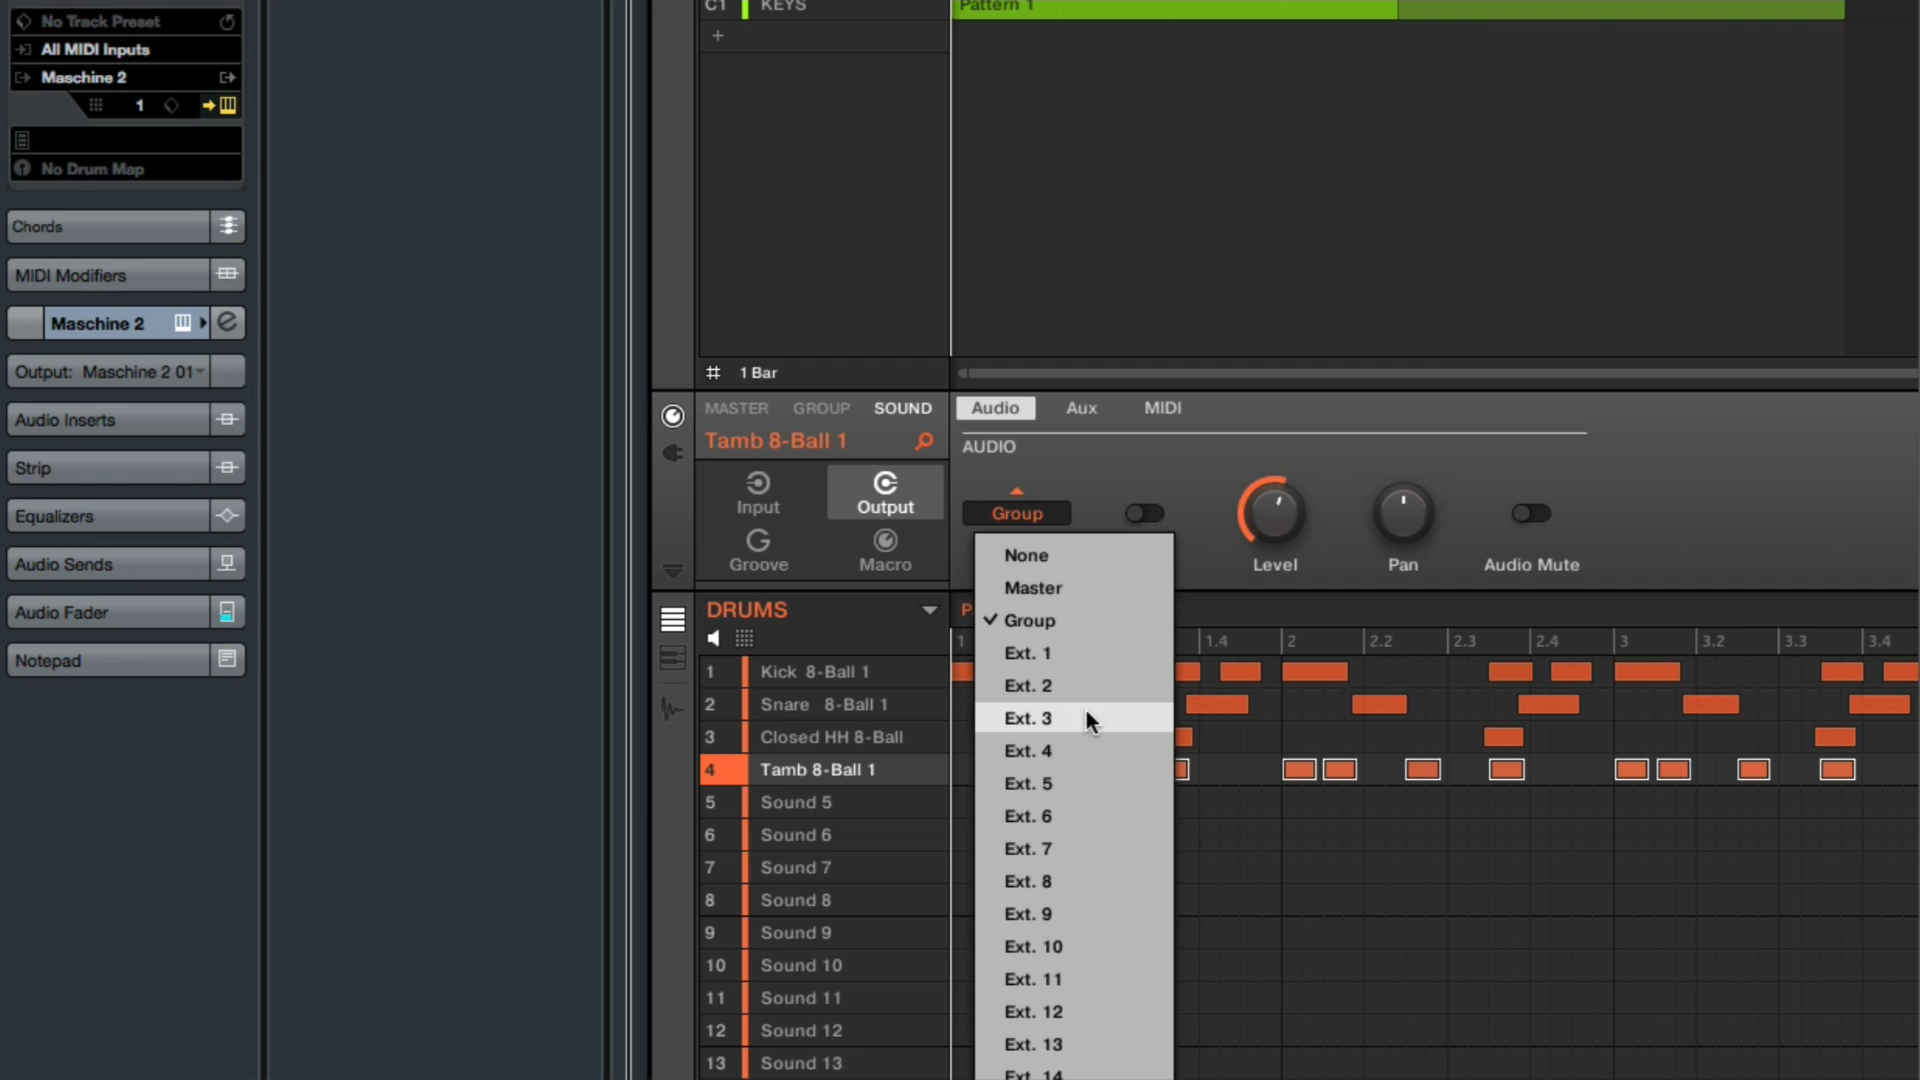 No Track Preset
All MIDI Inputs
Maschine 2
1
No Drum Map
Chords
MIDI Modifiers
Maschine 2
Output: Maschine 2 01
Audio Inserts
Strip
Equalizers
Audio Sends
Audio Fader
Notepad
C1 KEYS
Pattern 1
+
1 Bar
MASTER GROUP SOUND
Tamb 8-Ball 1
Input
Output
Groove
Macro
Audio Aux MIDI
AUDIO
Group
Level
Pan
Audio Mute
None
Master
Group
Ext. 1
Ext. 2
Ext. 3
Ext. 4
Ext. 5
Ext. 6
Ext. 7
Ext. 8
Ext. 9
Ext. 10
Ext. 11
Ext. 12
Ext. 13
Ext. 14
DRUMS
P
1 1.4 2 2.2 2.3 2.4 3 3.2 3.3 3.4
1 Kick 8-Ball 1
2 Snare 8-Ball 1
3 Closed HH 8-Ball
4 Tamb 8-Ball 1
5 Sound 5
6 Sound 6
7 Sound 7
8 Sound 8
9 Sound 9
10 Sound 10
11 Sound 11
12 Sound 12
13 Sound 13